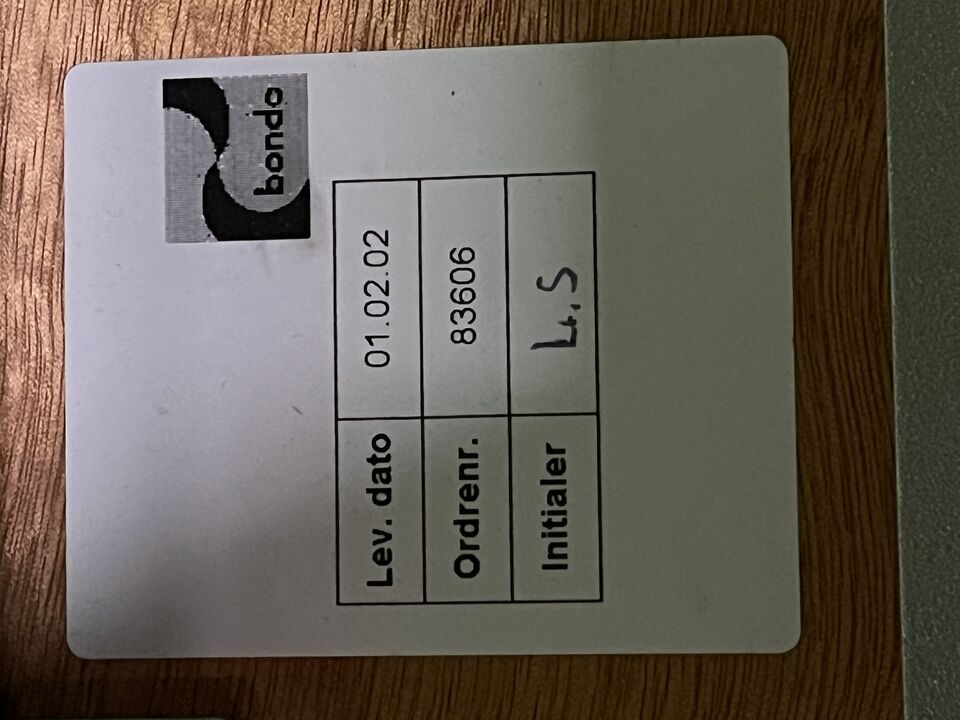 bondo
Lev. dato 01.02.02
Ordrenr. 83606
Initialer L.S